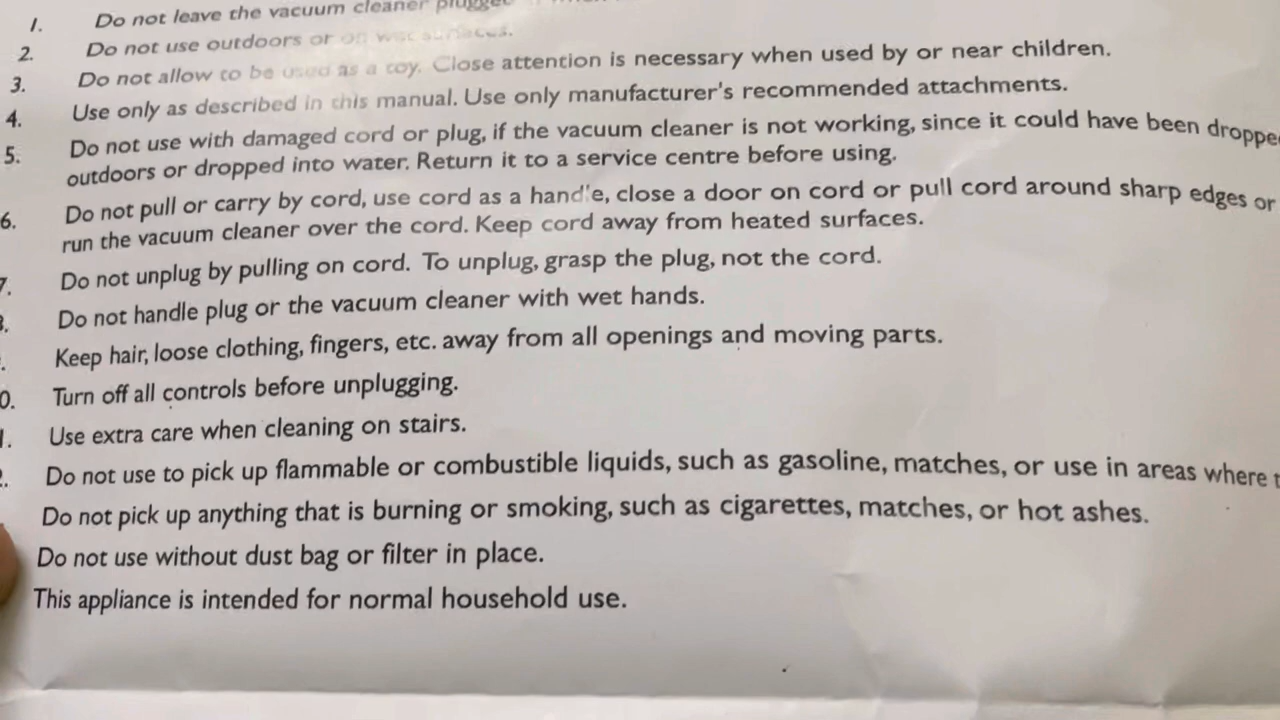 1. Do not leave the vacuum cleaner
2. Do not use outdoors or on wet surfaces.
3. Do not allow to be used as a toy. Close attention is necessary when used by or near children.
4. Use only as described in this manual. Use only manufacturer's recommended attachments.
5. Do not use with damaged cord or plug, if the vacuum cleaner is not working, since it could have been
outdoors or dropped into water. Return it to a service centre before using.
6. Do not pull or carry by cord, use cord as a handle, close a door on cord or pull cord around sharp edges or
run the vacuum cleaner over the cord. Keep cord away from heated surfaces.
7. Do not unplug by pulling on cord. To unplug, grasp the plug, not the cord.
Do not handle plug or the vacuum cleaner with wet hands.
Keep hair, loose clothing, fingers, etc. away from all openings and moving parts.
0. Turn off all controls before unplugging.
1. Use extra care when cleaning on stairs.
Do not use to pick up flammable or combustible liquids, such as gasoline, matches, or use in areas where
Do not pick up anything that is burning or smoking, such as cigarettes, matches, or hot ashes.
Do not use without dust bag or filter in place.
This appliance is intended for normal household use.